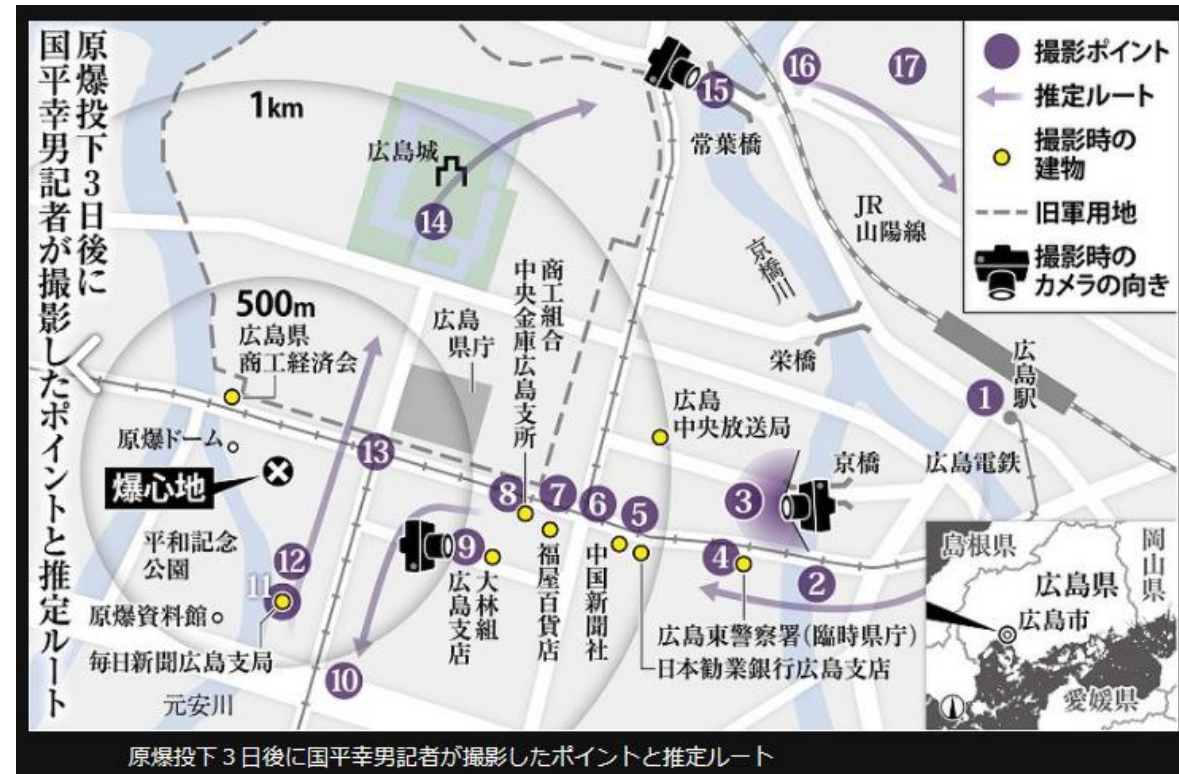 原爆投下３日後に
国平幸男記者が撮影したポイントと推定ルート
撮影ポイント
推定ルート
撮影時の
建物
旧軍用地
撮影時の
カメラの向き
1km
500m
広島城
常葉橋
JR
山陽線
京橋川
栄橋
広島駅
広島電鉄
京橋
広島
中央放送局
商工組合
中央金庫広島支所
広島
県庁
広島県
商工経済会
原爆ドーム
爆心地
平和記念
公園
原爆資料館
毎日新聞広島支局
元安川
大林組
広島支店
福屋百貨店
中国新聞社
広島東警察署(臨時県庁)
日本勧業銀行広島支店
1
2
3
4
5
6
7
8
9
10
11
12
13
14
15
16
17
島根県
岡山県
広島県
広島市
愛媛県
原爆投下３日後に国平幸男記者が撮影したポイントと推定ルート